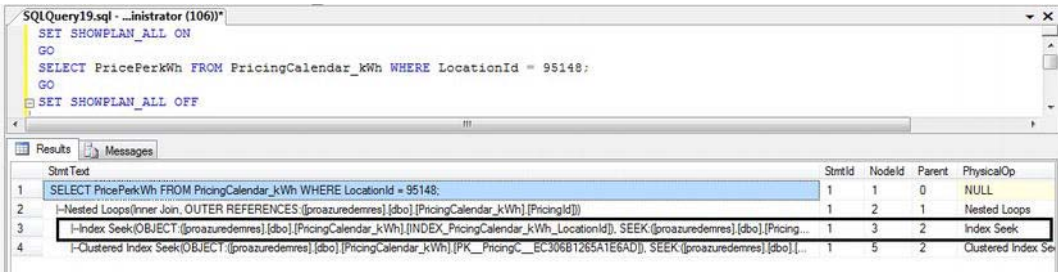 SQLQuery19.sql - ...inistrator (106))*
SET SHOWPLAN_ALL ON
GO
SELECT PricePerkWh FROM PricingCalendar_kWh WHERE LocationId = 95148;
GO
SET SHOWPLAN_ALL OFF
Results Messages
StmtText StmtId NodeId Parent PhysicalOp
1 SELECT PricePerkWh FROM PricingCalendar_kWh WHERE LocationId = 95148; 1 1 0 NULL
2 |--Nested Loops(Inner Join, OUTER REFERENCES:([proazuredemres].[dbo].[PricingCalendar_kWh].[PricingId])) 1 2 1 Nested Loops
3 |--Index Seek(OBJECT:([proazuredemres].[dbo].[PricingCalendar_kWh].[INDEX_PricingCalendar_kWh_LocationId]), SEEK:([proazuredemres].[dbo].[Pricing... 1 3 2 Index Seek
4 |--Clustered Index Seek(OBJECT:([proazuredemres].[dbo].[PricingCalendar_kWh].[PK__PricingC__EC306B1265A1E6AD]), SEEK:([proazuredemres].[dbo].[... 1 5 2 Clustered Index Se